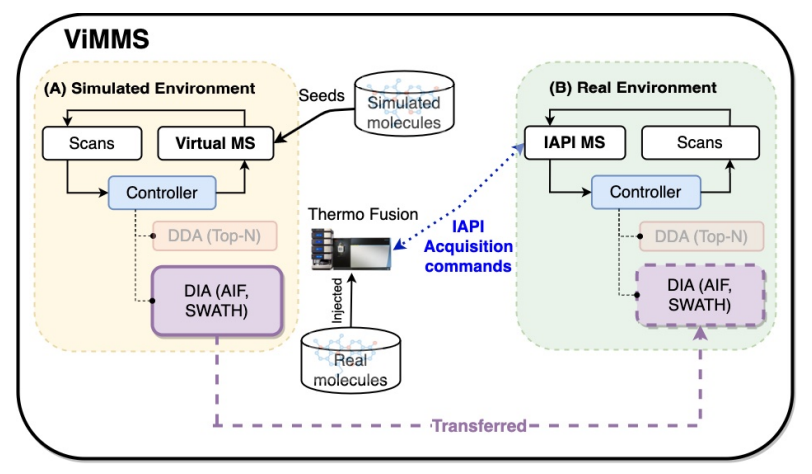 ViMMS
(A) Simulated Environment
Scans
Virtual MS
Controller
DDA (Top-N)
DIA (AIF,
SWATH)
Seeds
Simulated
molecules
Thermo Fusion
Injected
Real
molecules
IAPI
Acquisition
commands
(B) Real Environment
IAPI MS
Scans
Controller
DDA (Top-N)
DIA (AIF,
SWATH)
Transferred